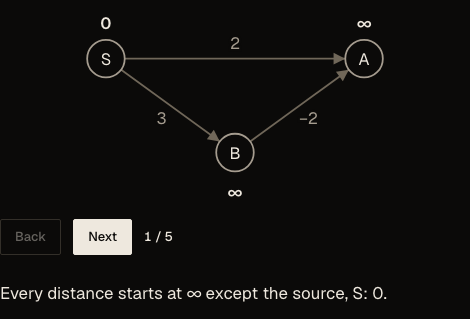 0
∞
2
S
A
3
−2
B
∞
Back Next 1 / 5
Every distance starts at ∞ except the source, S: 0.